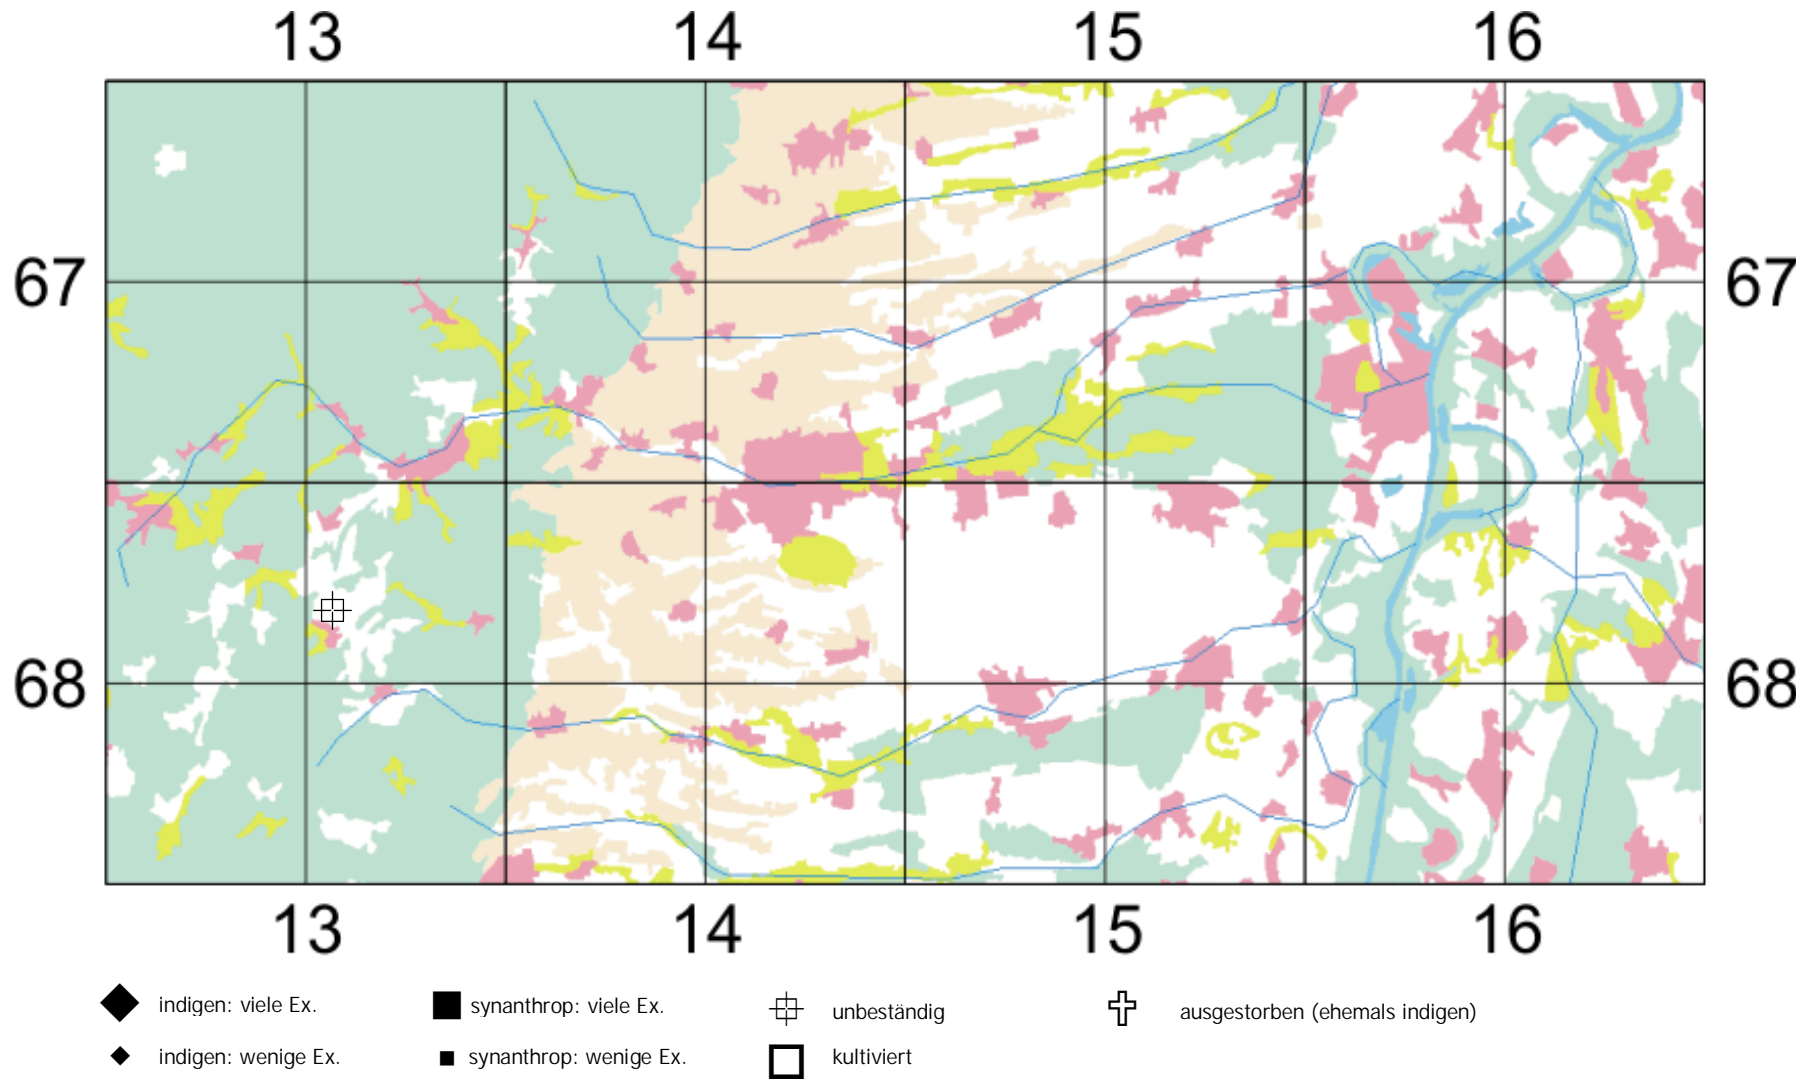 13 14 15 16
67 67
68 68
13 14 15 16
indigen: viele Ex. synanthrop: viele Ex. unbeständig ausgestorben (ehemals indigen)
indigen: wenige Ex. synanthrop: wenige Ex. kultiviert